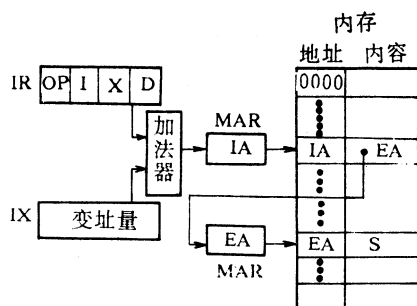 内存
地址 内容
IR OP I X D
0000
加法器
MAR
IA
IA EA
IX 变址量
EA
EA S
MAR